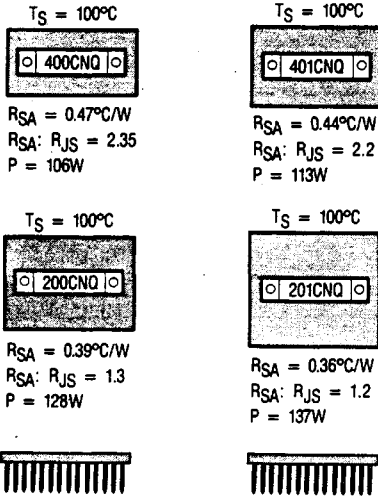 TS = 100°C
400CNQ
RSA = 0.47°C/W
RSA: RJS = 2.35
P = 106W
TS = 100°C
401CNQ
RSA = 0.44°C/W
RSA: RJS = 2.2
P = 113W
TS = 100°C
200CNQ
RSA = 0.39°C/W
RSA: RJS = 1.3
P = 128W
TS = 100°C
201CNQ
RSA = 0.36°C/W
RSA: RJS = 1.2
P = 137W